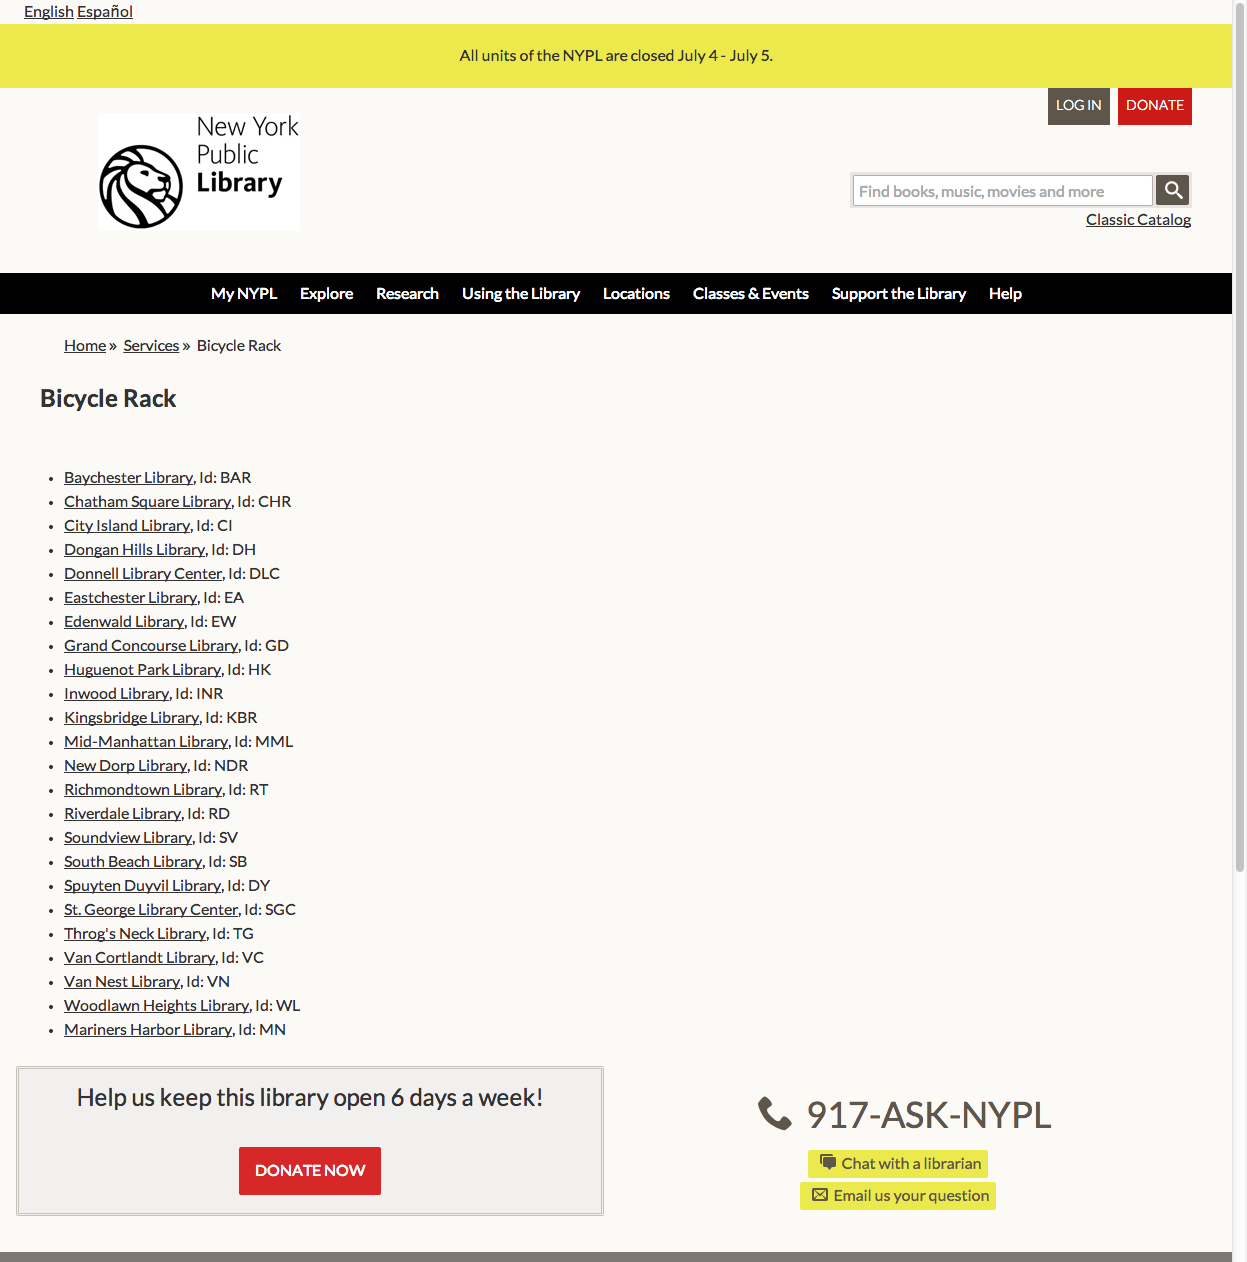 English Español
All units of the NYPL are closed July 4 - July 5.
LOG IN DONATE
New York
Public
Library
Find books, music, movies and more
Classic Catalog
My NYPL Explore Research Using the Library Locations Classes & Events Support the Library Help
Home » Services » Bicycle Rack
Bicycle Rack
Baychester Library, Id: BAR
Chatham Square Library, Id: CHR
City Island Library, Id: CI
Dongan Hills Library, Id: DH
Donnell Library Center, Id: DLC
Eastchester Library, Id: EA
Edenwald Library, Id: EW
Grand Concourse Library, Id: GD
Huguenot Park Library, Id: HK
Inwood Library, Id: INR
Kingsbridge Library, Id: KBR
Mid-Manhattan Library, Id: MML
New Dorp Library, Id: NDR
Richmondtown Library, Id: RT
Riverdale Library, Id: RD
Soundview Library, Id: SV
South Beach Library, Id: SB
Spuyten Duyvil Library, Id: DY
St. George Library Center, Id: SGC
Throg's Neck Library, Id: TG
Van Cortlandt Library, Id: VC
Van Nest Library, Id: VN
Woodlawn Heights Library, Id: WL
Mariners Harbor Library, Id: MN
Help us keep this library open 6 days a week!
DONATE NOW
917-ASK-NYPL
Chat with a librarian
Email us your question